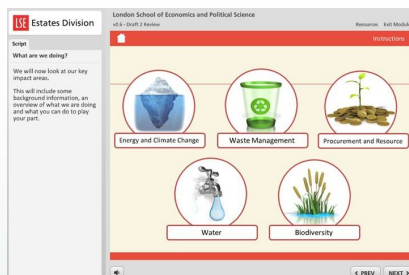 LSE Estates Division
London School of Economics and Political Science
v0.6 - Draft 2 Review
Resources Exit Module
Script
Instructions
What are we doing?
We will now look at our key
impact areas.
This will include some
background information, an
overview of what we are doing
and what you can do to play
your part.
Energy and Climate Change
Waste Management
Procurement and Resource
Water
Biodiversity
< PREV
NEXT >